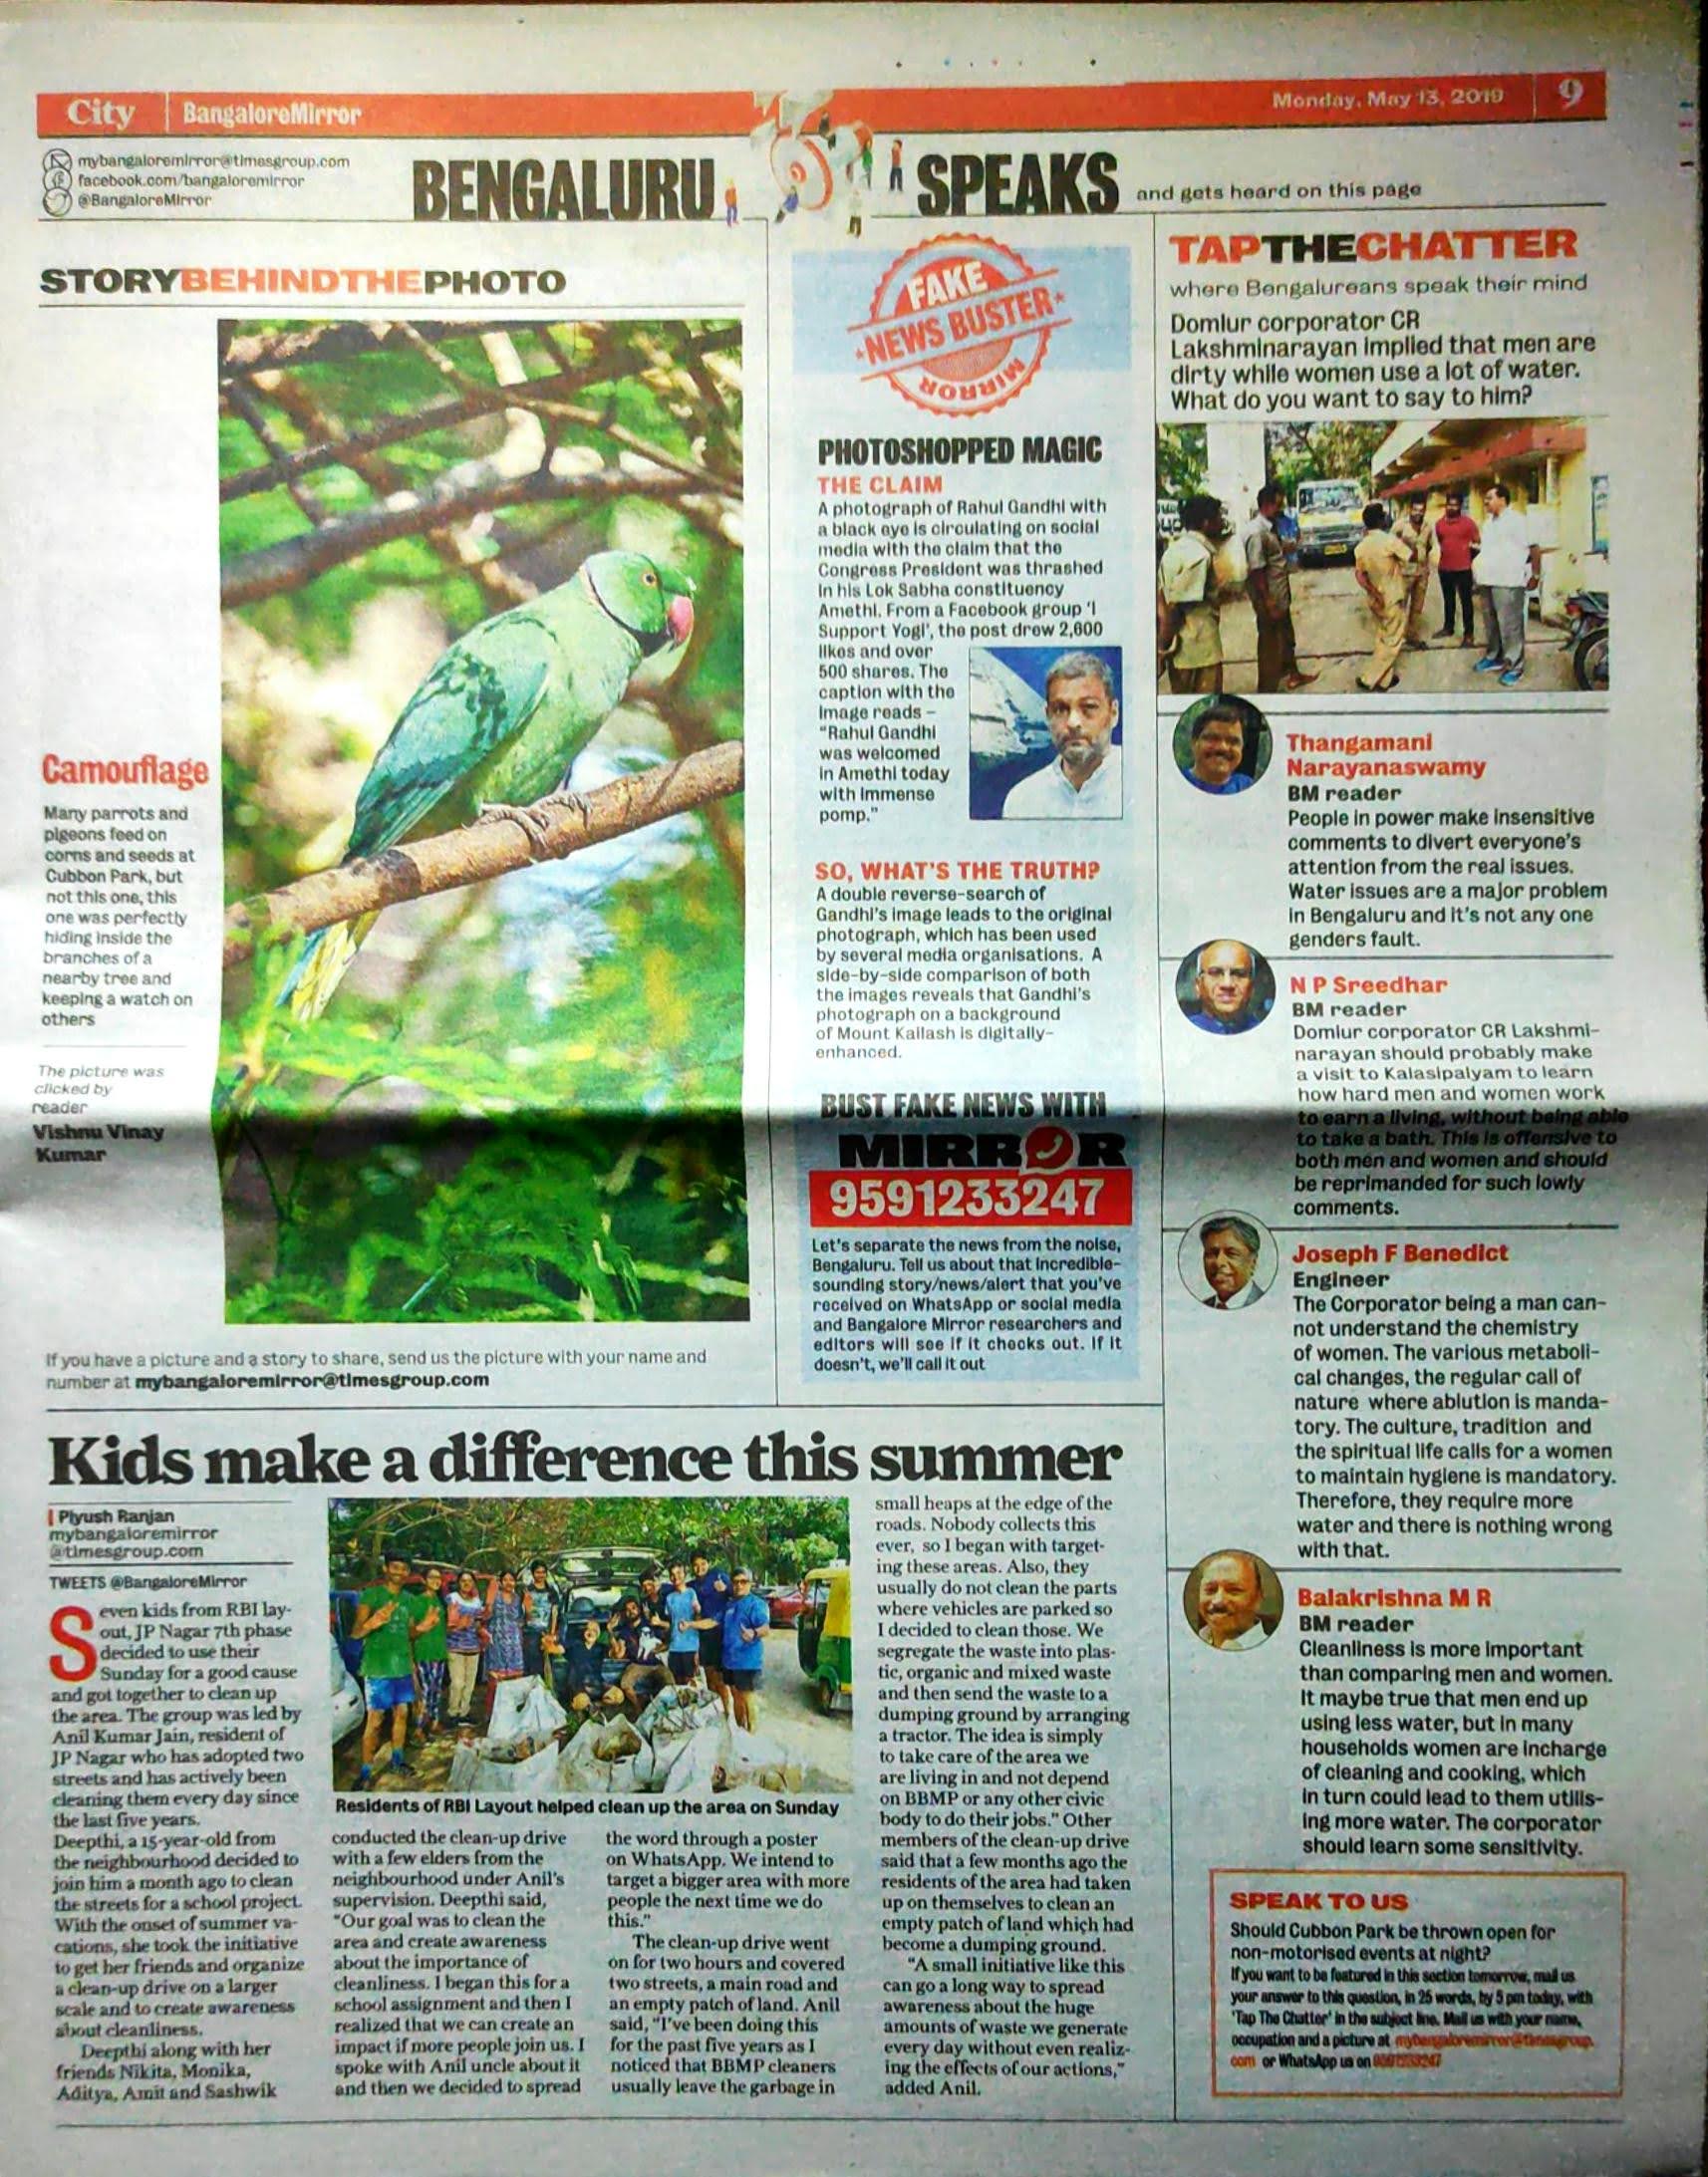 City
BangaloreMirror
Monday, May 13, 2019
9
mybangaloremirror@timesgroup.com
facebook.com/bangaloremirror
@BangaloreMirror
BENGALURU SPEAKS and gets heard on this page
STORYBEHINDTHEPHOTO
Camouflage
Many parrots and
pigeons feed on
corns and seeds at
Cubbon Park, but
not this one, this
one was perfectly
hiding inside the
branches of a
nearby tree and
keeping a watch on
others
The picture was
clicked by
reader
Vishnu Vinay
Kumar
If you have a picture and a story to share, send us the picture with your name and
number at mybangaloremirror@timesgroup.com
FAKE
NEWS BUSTER
MIRROR
PHOTOSHOPPED MAGIC
THE CLAIM
A photograph of Rahul Gandhi with
a black eye is circulating on social
media with the claim that the
Congress President was thrashed
in his Lok Sabha constituency
Amethi. From a Facebook group 'I
Support Yogi', the post drew 2,600
likes and over
500 shares. The
caption with the
image reads –
"Rahul Gandhi
was welcomed
in Amethi today
with immense
pomp."
SO, WHAT'S THE TRUTH?
A double reverse-search of
Gandhi's image leads to the original
photograph, which has been used
by several media organisations. A
side-by-side comparison of both
the images reveals that Gandhi's
photograph on a background
of Mount Kailash is digitally-
enhanced.
BUST FAKE NEWS WITH
MIRROR
9591233247
Let's separate the news from the noise,
Bengaluru. Tell us about that incredible-
sounding story/news/alert that you've
received on WhatsApp or social media
and Bangalore Mirror researchers and
editors will see if it checks out. If it
doesn't, we'll call it out
TAPTHECHATTER
where Bengalureans speak their mind
Domlur corporator CR
Lakshminarayan implied that men are
dirty while women use a lot of water.
What do you want to say to him?
Thangamani
Narayanaswamy
BM reader
People in power make insensitive
comments to divert everyone's
attention from the real issues.
Water issues are a major problem
in Bengaluru and it's not any one
genders fault.
N P Sreedhar
BM reader
Domlur corporator CR Lakshmi-
narayan should probably make
a visit to Kalasipalyam to learn
how hard men and women work
to earn a living, without being able
to take a bath. This is offensive to
both men and women and should
be reprimanded for such lowly
comments.
Joseph F Benedict
Engineer
The Corporator being a man can-
not understand the chemistry
of women. The various metaboli-
cal changes, the regular call of
nature where ablution is manda-
tory. The culture, tradition and
the spiritual life calls for a women
to maintain hygiene is mandatory.
Therefore, they require more
water and there is nothing wrong
with that.
Balakrishna M R
BM reader
Cleanliness is more important
than comparing men and women.
It maybe true that men end up
using less water, but in many
households women are incharge
of cleaning and cooking, which
in turn could lead to them utilis-
ing more water. The corporator
should learn some sensitivity.
SPEAK TO US
Should Cubbon Park be thrown open for
non-motorised events at night?
If you want to be featured in this section tomorrow, mail us
your answer to this question, in 25 words, by 5 pm today, with
'Tap The Chatter' in the subject line. Mail us with your name,
occupation and a picture at mybangaloremirror@timesgroup.
com or WhatsApp us on
Kids make a difference this summer
Piyush Ranjan
mybangaloremirror
@timesgroup.com
TWEETS @BangaloreMirror
Seven kids from RBI lay-
out, JP Nagar 7th phase
decided to use their
Sunday for a good cause
and got together to clean up
the area. The group was led by
Anil Kumar Jain, resident of
JP Nagar who has adopted two
streets and has actively been
cleaning them every day since
the last five years.
Deepthi, a 15-year-old from
the neighbourhood decided to
join him a month ago to clean
the streets for a school project.
With the onset of summer va-
cations, she took the initiative
to get her friends and organize
a clean-up drive on a larger
scale and to create awareness
about cleanliness.
Deepthi along with her
friends Nikita, Monika,
Aditya, Amit and Sashwik
Residents of RBI Layout helped clean up the area on Sunday
conducted the clean-up drive
with a few elders from the
neighbourhood under Anil's
supervision. Deepthi said,
"Our goal was to clean the
area and create awareness
about the importance of
cleanliness. I began this for a
school assignment and then I
realized that we can create an
impact if more people join us. I
spoke with Anil uncle about it
and then we decided to spread
the word through a poster
on WhatsApp. We intend to
target a bigger area with more
people the next time we do
this."
The clean-up drive went
on for two hours and covered
two streets, a main road and
an empty patch of land. Anil
said, "I've been doing this
for the past five years as I
noticed that BBMP cleaners
usually leave the garbage in
small heaps at the edge of the
roads. Nobody collects this
ever, so I began with target-
ing these areas. Also, they
usually do not clean the parts
where vehicles are parked so
I decided to clean those. We
segregate the waste into plas-
tic, organic and mixed waste
and then send the waste to a
dumping ground by arranging
a tractor. The idea is simply
to take care of the area we
are living in and not depend
on BBMP or any other civic
body to do their jobs." Other
members of the clean-up drive
said that a few months ago the
residents of the area had taken
up on themselves to clean an
empty patch of land which had
become a dumping ground.
"A small initiative like this
can go a long way to spread
awareness about the huge
amounts of waste we generate
every day without even realiz-
ing the effects of our actions,"
added Anil.